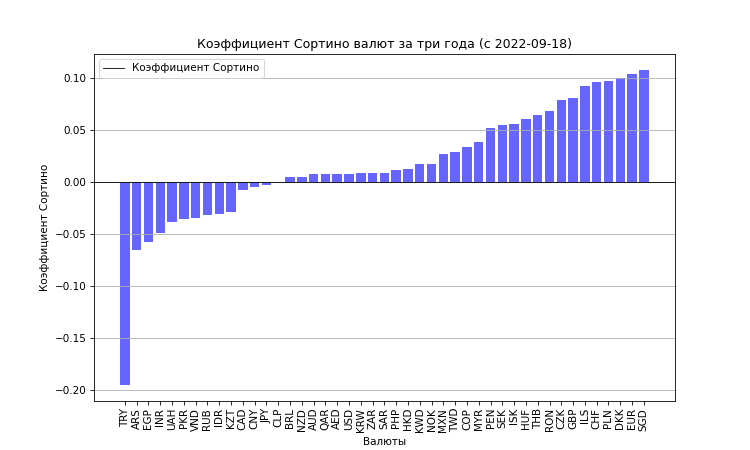 Коэффициент Сортино валют за три года (с 2022-09-18)
Коэффициент Сортино
0.10
0.05
0.00
−0.05
−0.10
−0.15
−0.20
Коэффициент Сортино
TRY ARS EGP INR UAH PKR VND RUB IDR KZT CAD CNY JPY CLP BRL NZD AUD QAR AED USD KRW ZAR SAR PHP HKD KWD NOK MXN TWD COP MYR PEN SEK ISK HUF THB RON CZK GBP ILS CHF PLN DKK EUR SGD
Валюты